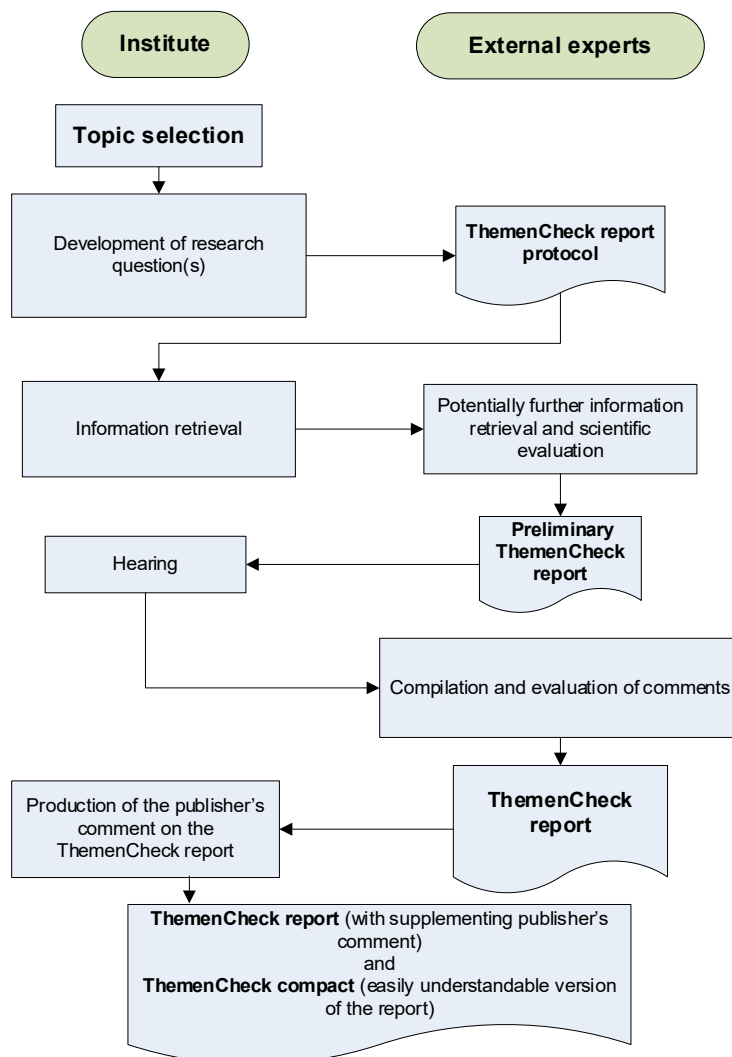 Institute
External experts
Topic selection
Development of research
question(s)
ThemenCheck report
protocol
Information retrieval
Potentially further information
retrieval and scientific
evaluation
Preliminary
ThemenCheck
report
Hearing
Compilation and evaluation of comments
ThemenCheck
report
Production of the publisher’s
comment on the
ThemenCheck report
ThemenCheck report (with supplementing publisher’s
comment)
and
ThemenCheck compact (easily understandable version
of the report)